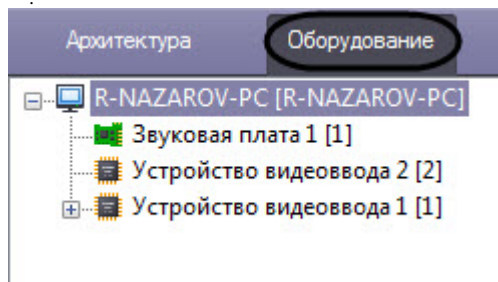 Архитектура Оборудование
R-NAZAROV-PC [R-NAZAROV-PC]
Звуковая плата 1 [1]
Устройство видеоввода 2 [2]
Устройство видеоввода 1 [1]